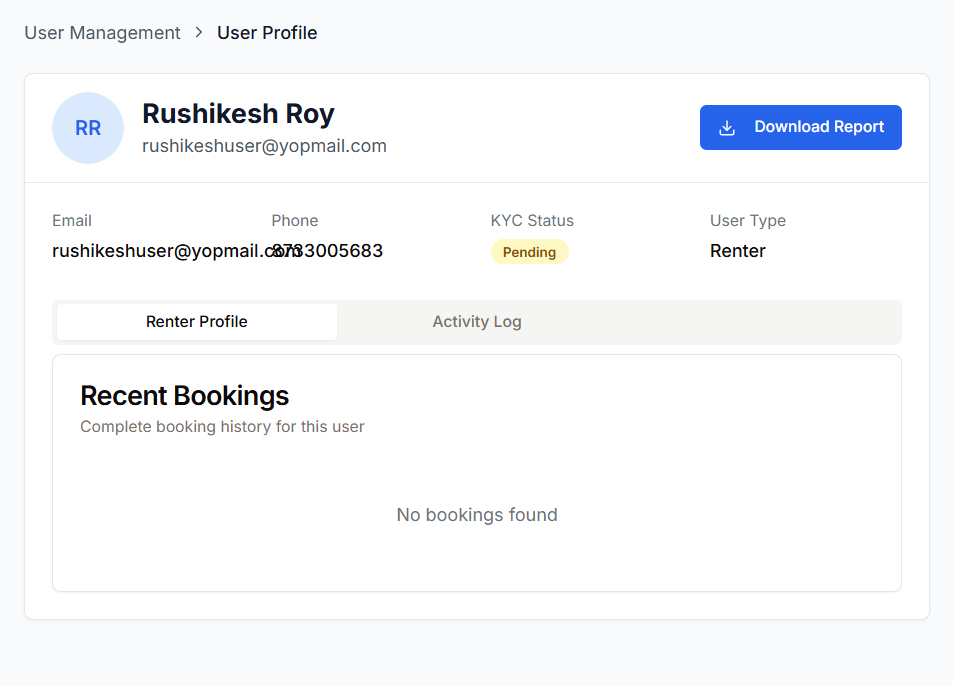 User Management > User Profile
RR
Rushikesh Roy
rushikeshuser@yopmail.com
Download Report
Email Phone KYC Status User Type
rushikeshuser@yopmail.com 8733005683 Pending Renter
Renter Profile Activity Log
Recent Bookings
Complete booking history for this user
No bookings found